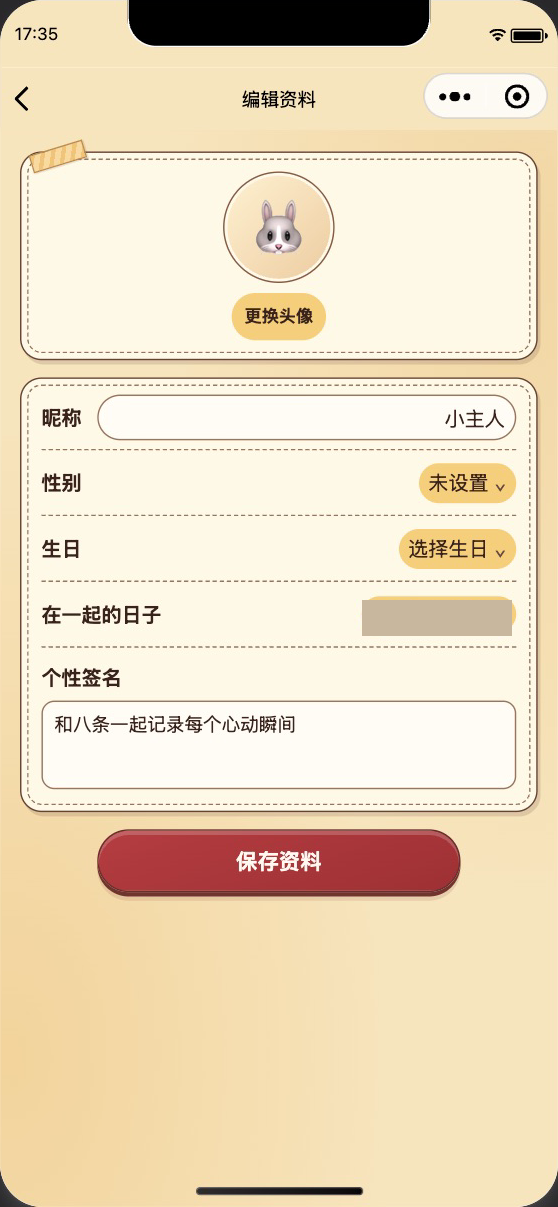 17:35
编辑资料
更换头像
昵称 小主人
性别 未设置
生日 选择生日
在一起的日子
个性签名
和八条一起记录每个心动瞬间
保存资料